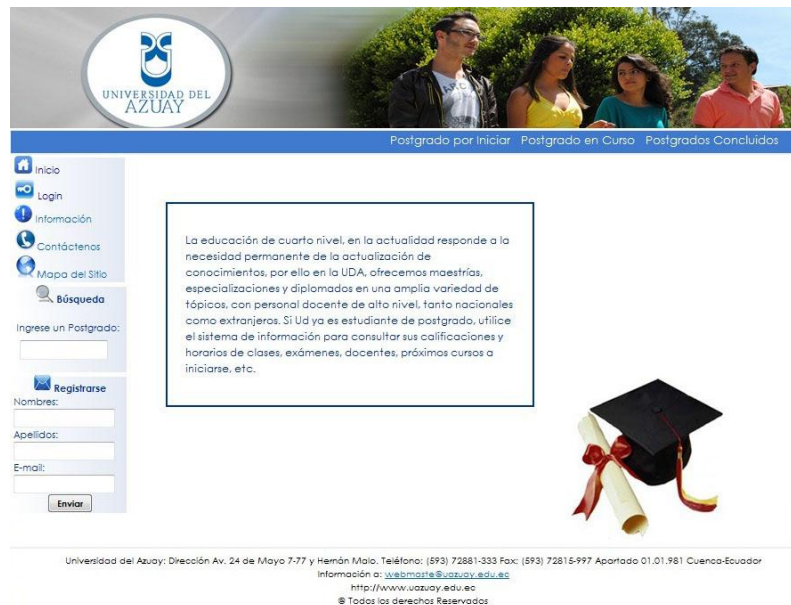 UNIVERSIDAD DEL
AZUAY
Postgrado por Iniciar Postgrado en Curso Postgrados Concluidos
Inicio
Login
Información
Contáctenos
Mapa del Sitio
Búsqueda
Ingrese un Postgrado:
Registrarse
Nombres:
Apellidos:
E-mail:
Enviar
La educación de cuarto nivel, en la actualidad responde a la
necesidad permanente de la actualización de
conocimientos, por ello en la UDA, ofrecemos maestrías,
especializaciones y diplomados en una amplia variedad de
tópicos, con personal docente de alto nivel, tanto nacionales
como extranjeros. Si Ud ya es estudiante de postgrado, utilice
el sistema de información para consultar sus calificaciones y
horarios de clases, exámenes, docentes, próximos cursos a
iniciarse, etc.
Universidad del Azuay: Dirección Av. 24 de Mayo 7-77 y Hernán Malo. Teléfono: (593) 72881-333 Fax: (593) 72815-997 Apartado 01.01.981 Cuenca-Ecuador
Información a: webmaste@uazuay.edu.ec
http://www.uazuay.edu.ec
@ Todos los derechos Reservados